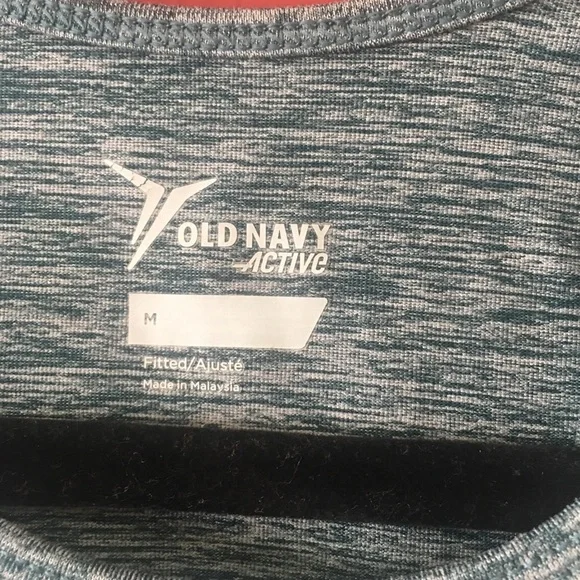 OLD NAVY
ACTIVE
M
Fitted/Ajusté
Made in Malaysia